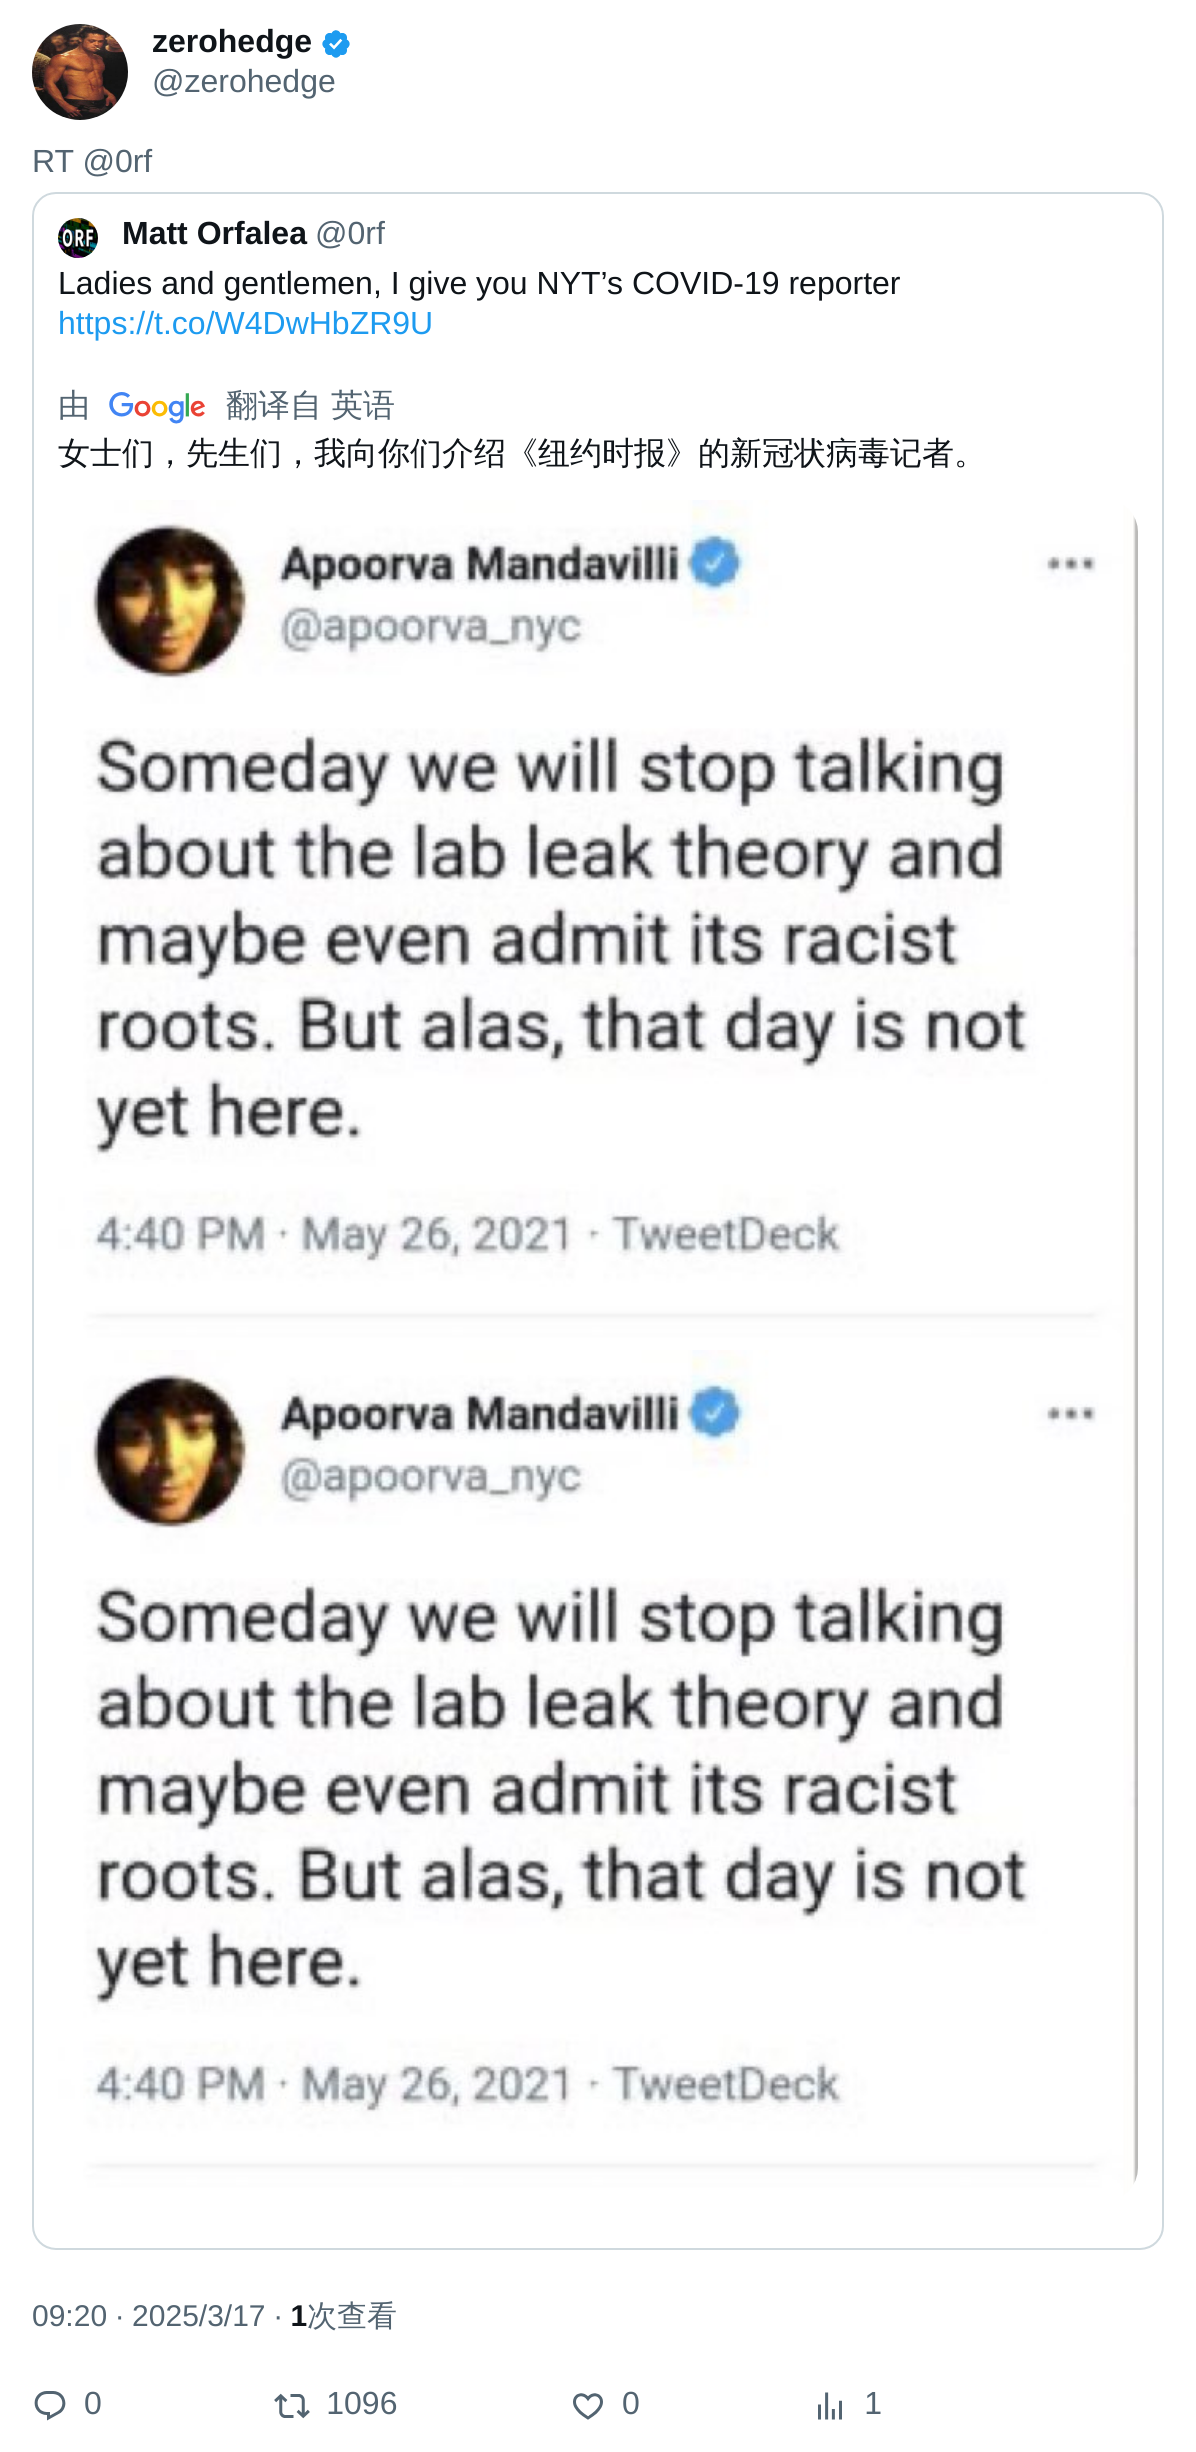 zerohedge
@zerohedge
RT @0rf
ORF
Matt Orfalea @0rf
Ladies and gentlemen, I give you NYT’s COVID-19 reporter
https://t.co/W4DwHbZR9U
由 Google 翻译自 英语
女士们，先生们，我向你们介绍《纽约时报》的新冠状病毒记者。
Apoorva Mandavilli
@apoorva_nyc
Someday we will stop talking
about the lab leak theory and
maybe even admit its racist
roots. But alas, that day is not
yet here.
4:40 PM · May 26, 2021 · TweetDeck
Apoorva Mandavilli
@apoorva_nyc
Someday we will stop talking
about the lab leak theory and
maybe even admit its racist
roots. But alas, that day is not
yet here.
4:40 PM · May 26, 2021 · TweetDeck
09:20 · 2025/3/17 · 1次查看
0 1096 0 1